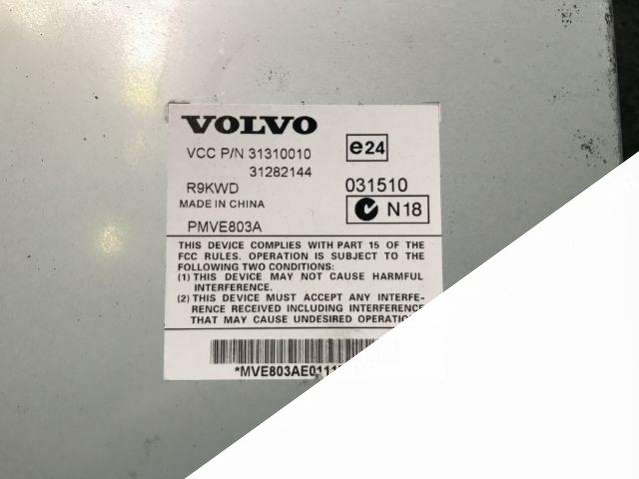 VOLVO
VCC P/N 31310010
e24
31282144
R9KWD
031510
MADE IN CHINA
N18
PMVE803A
THIS DEVICE COMPLIES WITH PART 15 OF THE
FCC RULES. OPERATION IS SUBJECT TO THE
FOLLOWING TWO CONDITIONS:
(1) THIS DEVICE MAY NOT CAUSE HARMFUL
INTERFERENCE.
(2) THIS DEVICE MUST ACCEPT ANY INTERFE-
RENCE RECEIVED INCLUDING INTERFERENCE
THAT MAY CAUSE UNDESIRED